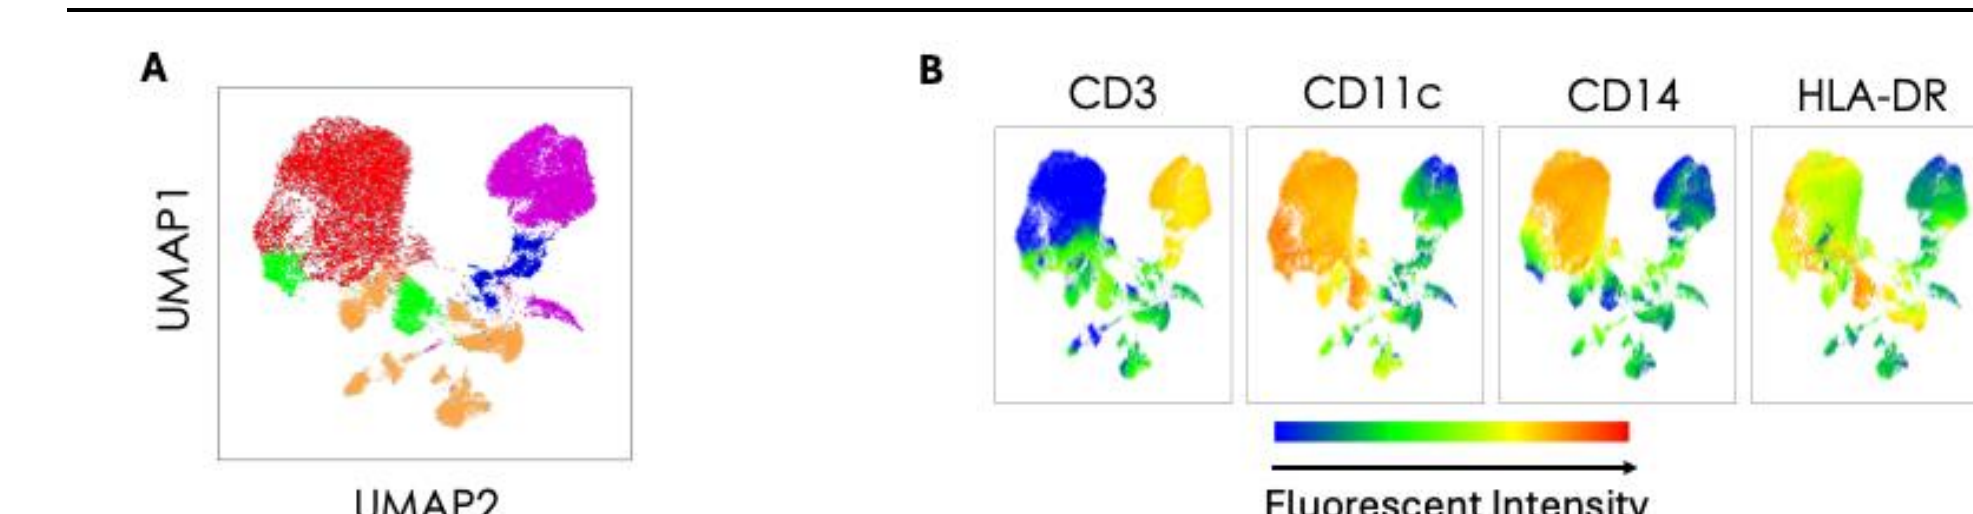 A
B
CD3
CD11c
CD14
HLA-DR
UMAP1
UMAP2
Fluorescent Intensity